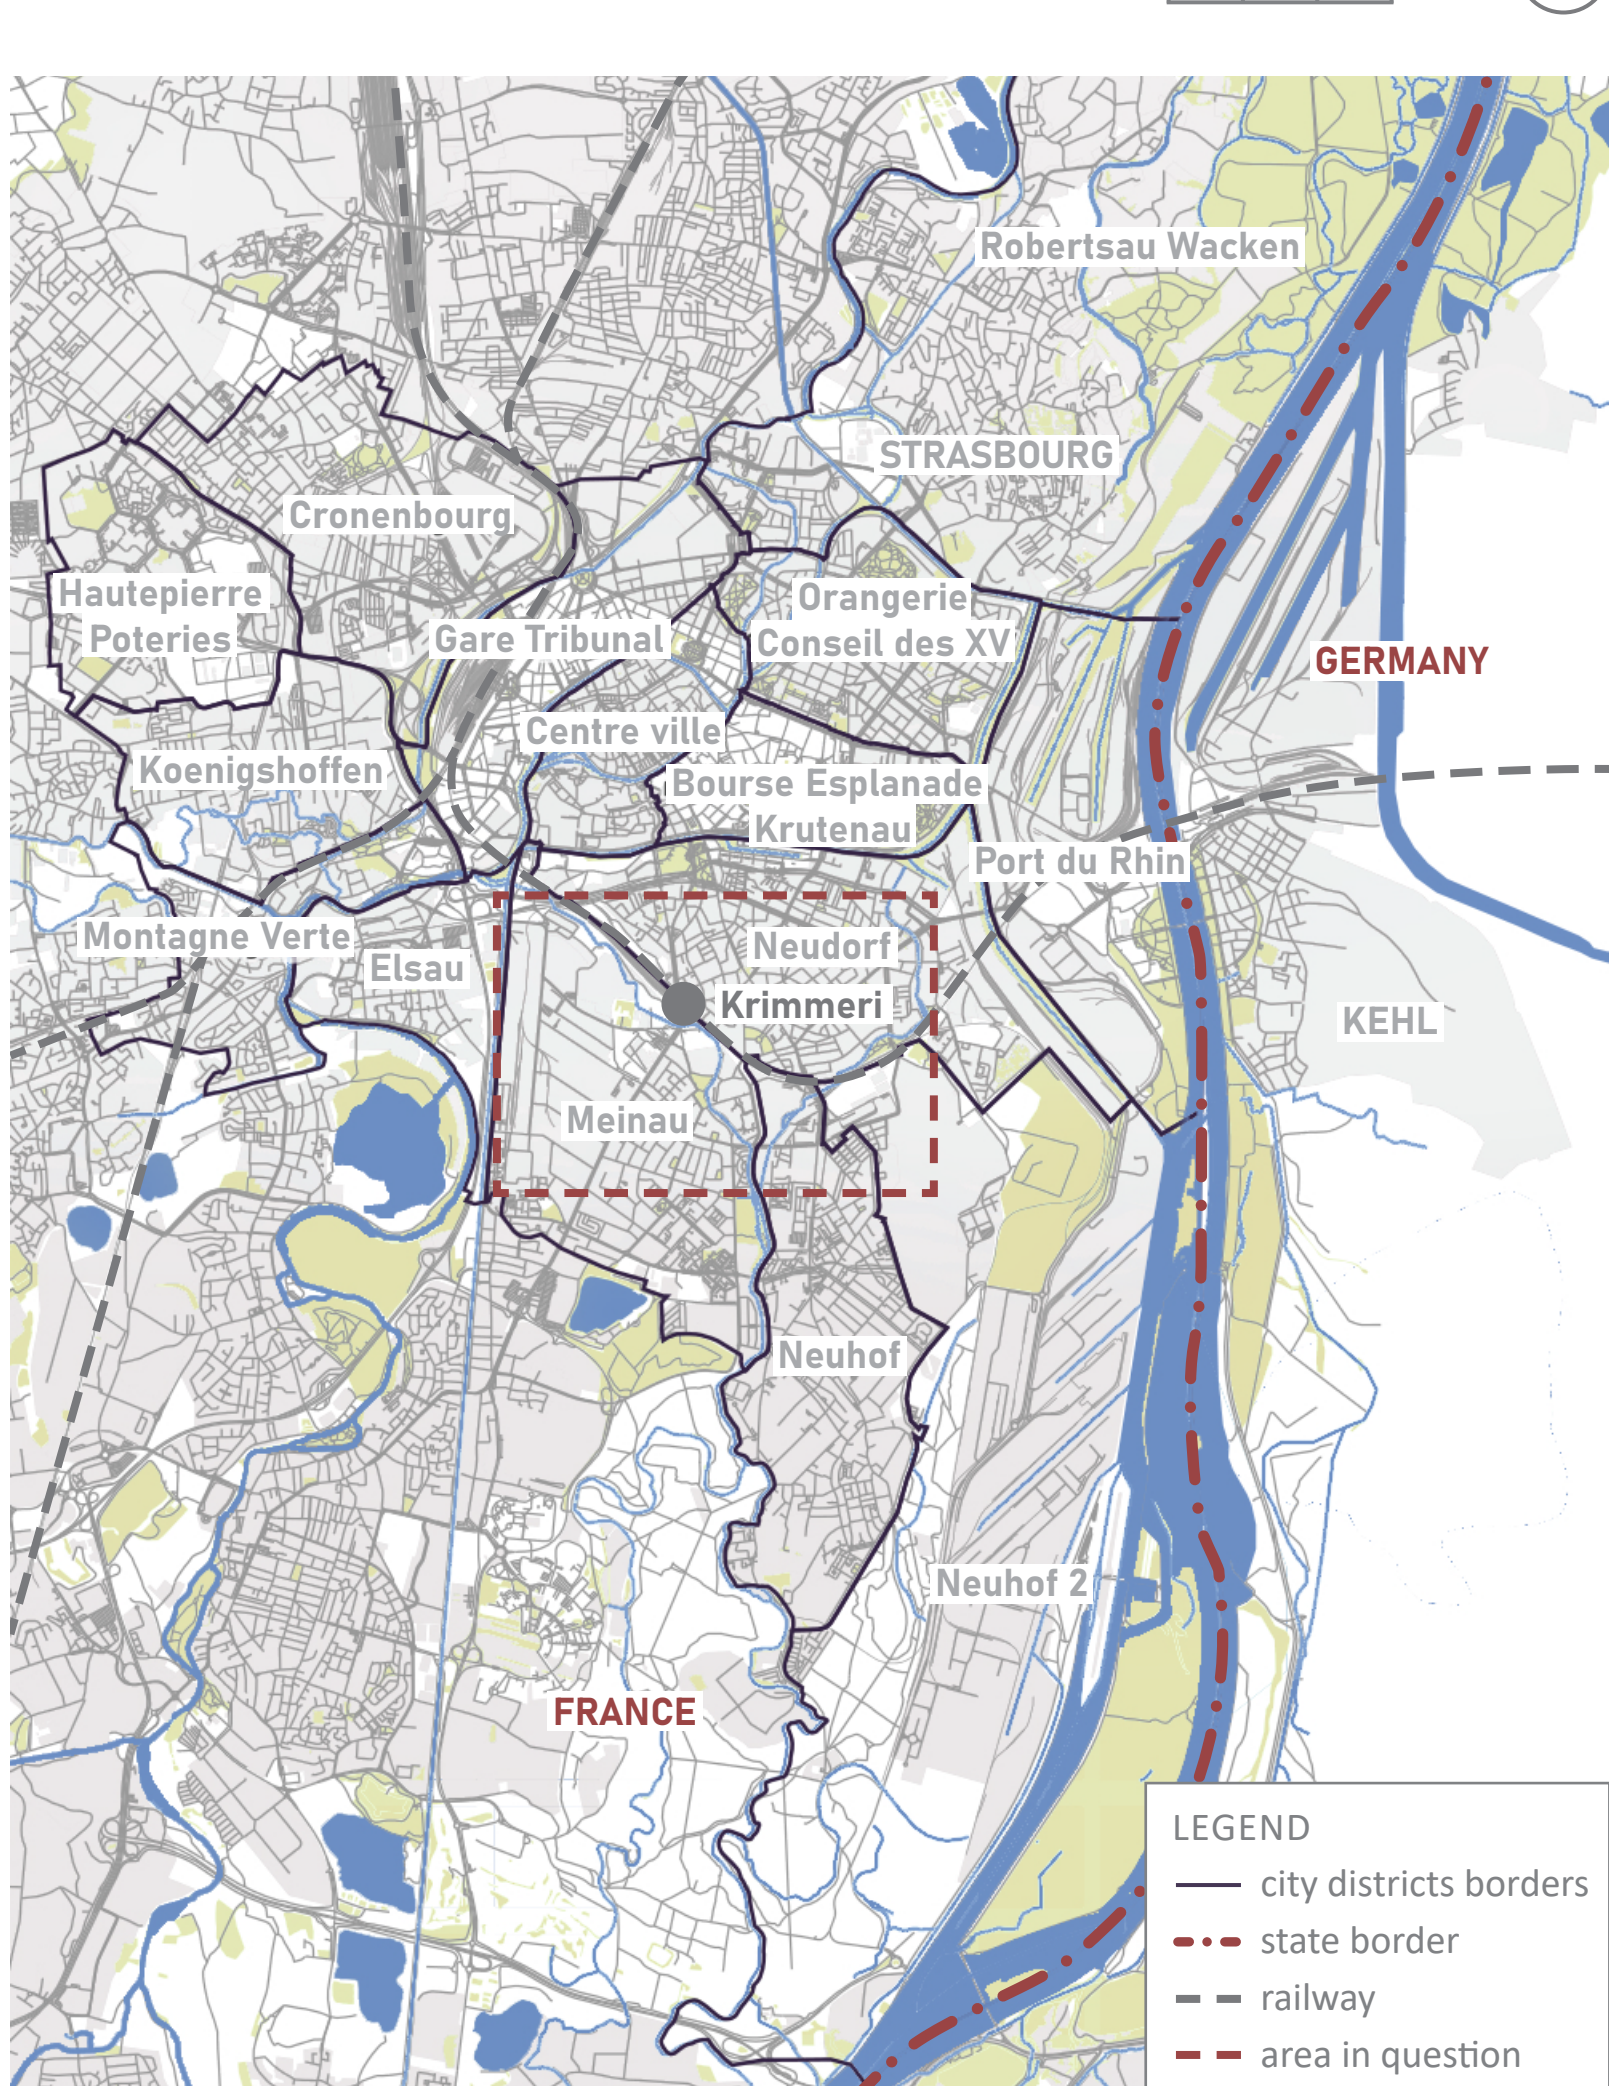 Robertsau Wacken
STRASBOURG
Cronenbourg
Hautepierre
Poteries
Orangerie
Conseil des XV
Gare Tribunal
GERMANY
Centre ville
Koenigshoffen
Bourse Esplanade
Krutenau
Port du Rhin
Montagne Verte
Neudorf
Elsau
Krimmeri
KEHL
Meinau
Neuhof
Neuhof 2
FRANCE
LEGEND
city districts borders
state border
railway
area in question